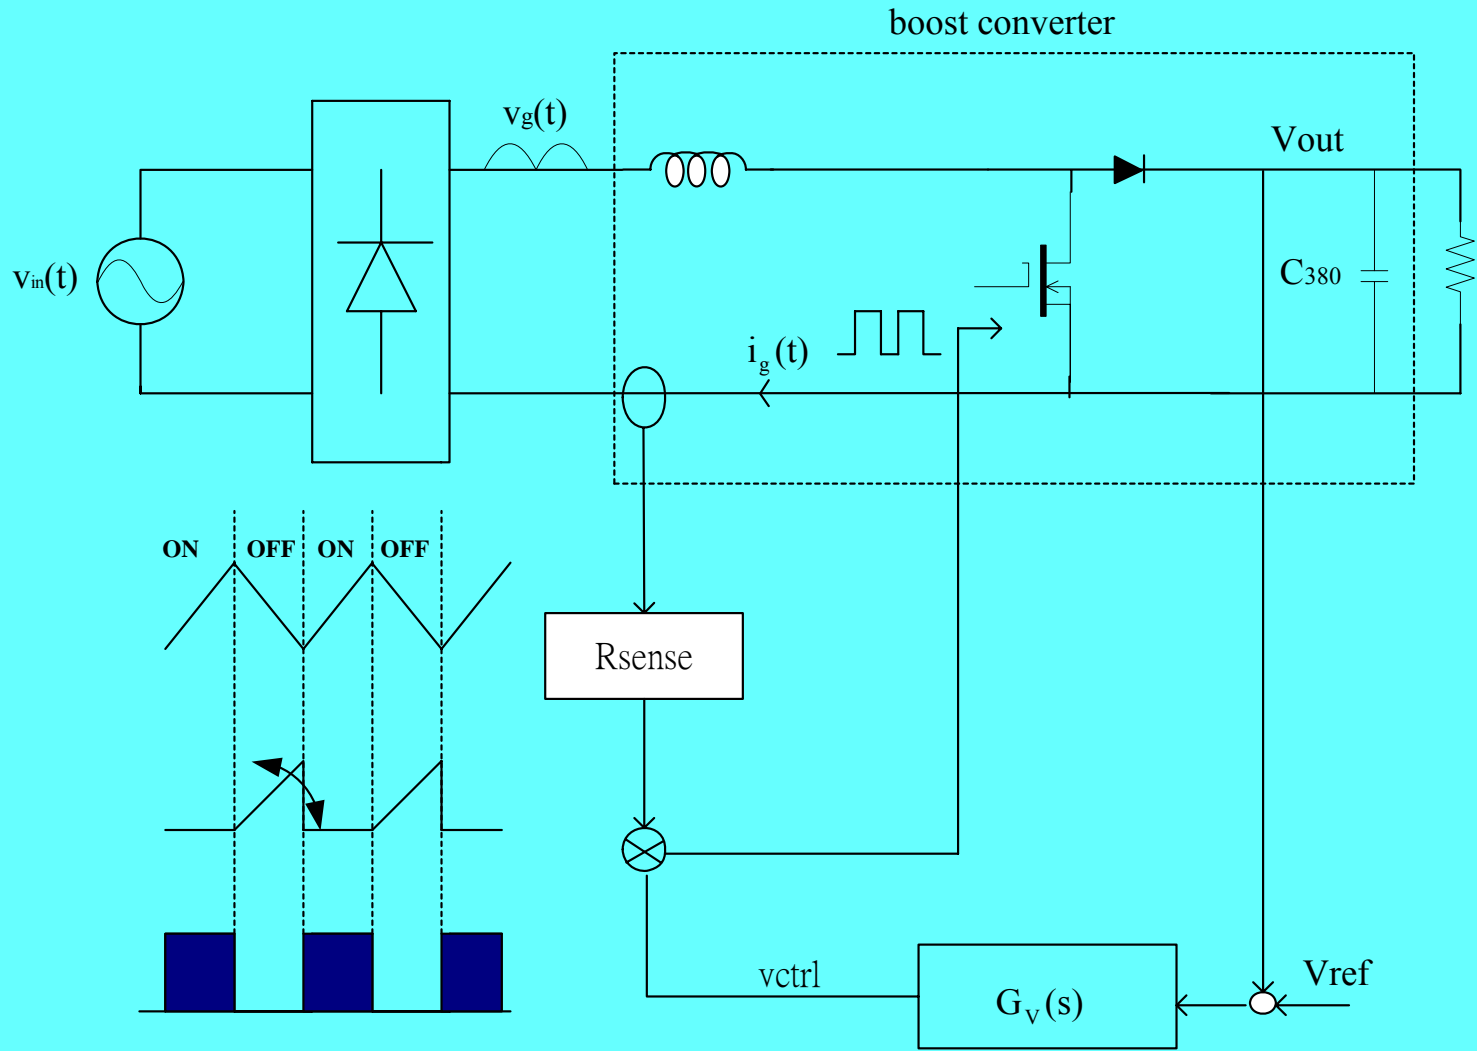 boost converter
vg(t)
Vout
vin(t)
C380
ig(t)
ON OFF ON OFF
Rsense
vctrl
Vref
GV(s)